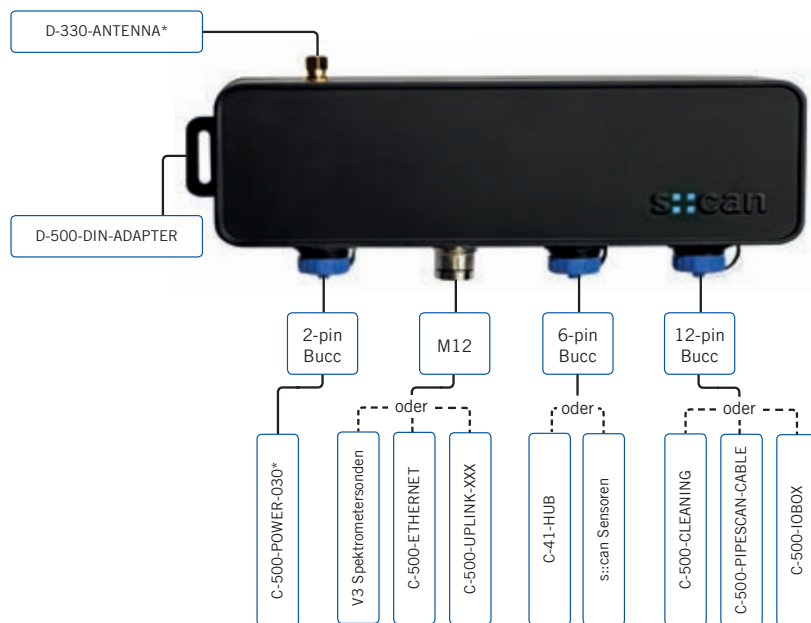 D-330-ANTENNA*
s::can
D-500-DIN-ADAPTER
2-pin
Bucc
M12
6-pin
Bucc
12-pin
Bucc
oder
oder
oder
C-500-POWER-030*
V3 Spektrometersonden
C-500-ETHERNET
C-500-UPLINK-XXX
C-41-HUB
s::can Sensoren
C-500-CLEANING
C-500-PIPESCAN-CABLE
C-500-IOBOX